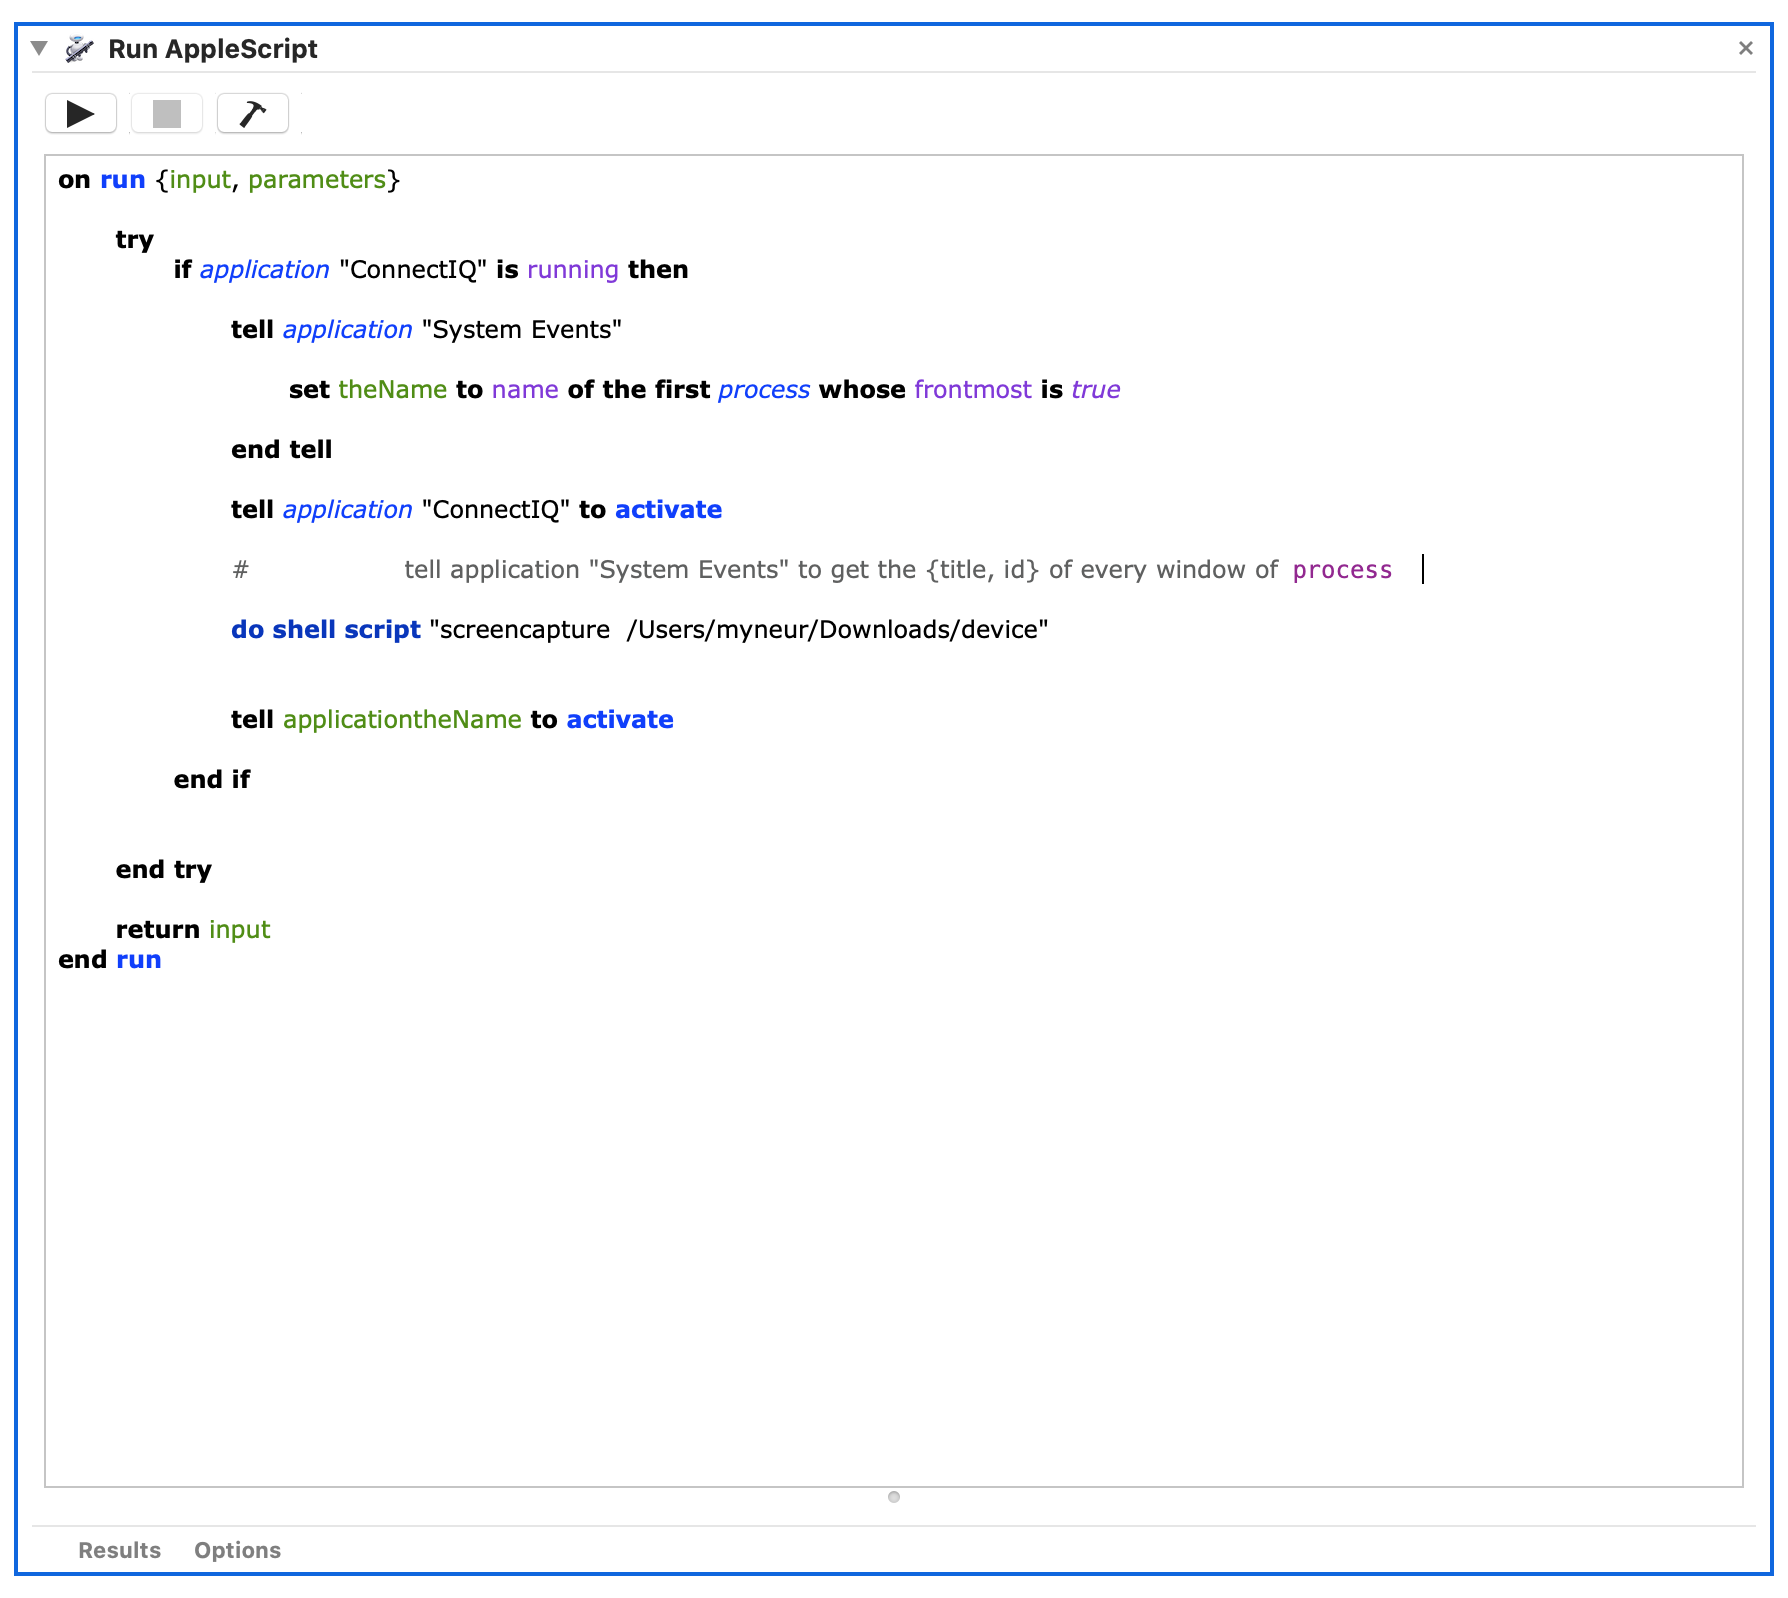 Run AppleScript
on run {input, parameters}
try
if application "ConnectIQ" is running then
tell application "System Events"
set theName to name of the first process whose frontmost is true
end tell
tell application "ConnectIQ" to activate
# tell application "System Events" to get the {title, id} of every window of process
do shell script "screencapture  /Users/myneur/Downloads/device"
tell applicationtheName to activate
end if
end try
return input
end run
Results Options